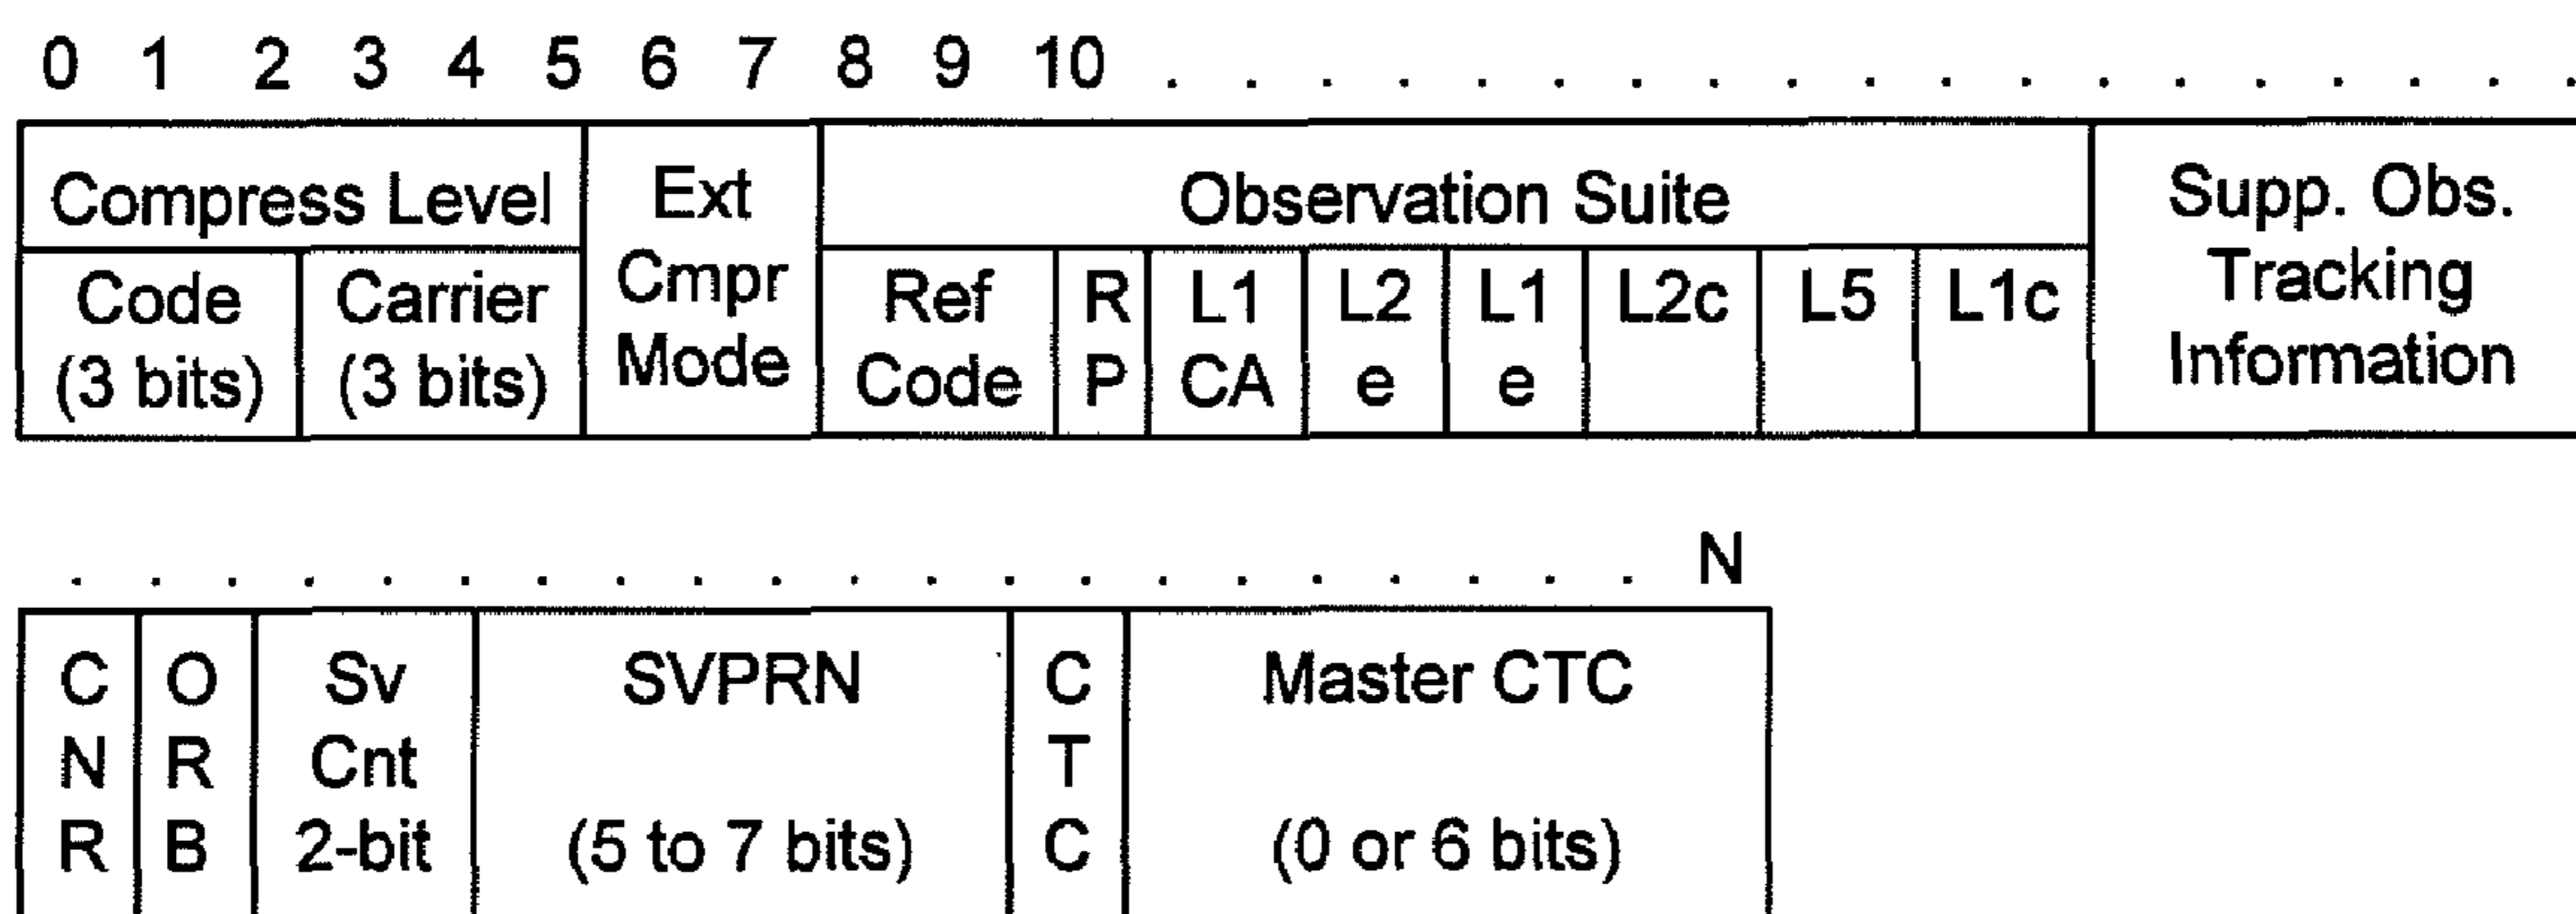 0 1 2 3 4 5 6 7 8 9 10 . . . . . . . . . . . . . . . . . . .
Compress Level
Code
(3 bits)
Carrier
(3 bits)
Ext
Cmpr
Mode
Observation Suite
Ref
Code
R
P
L1
CA
L2
e
L1
e
L2c
L5
L1c
Supp. Obs.
Tracking
Information
. . . . . . . . . . . . . . . . . . . . . N
C
N
R
O
R
B
Sv
Cnt
2-bit
SVPRN
(5 to 7 bits)
C
T
C
Master CTC
(0 or 6 bits)